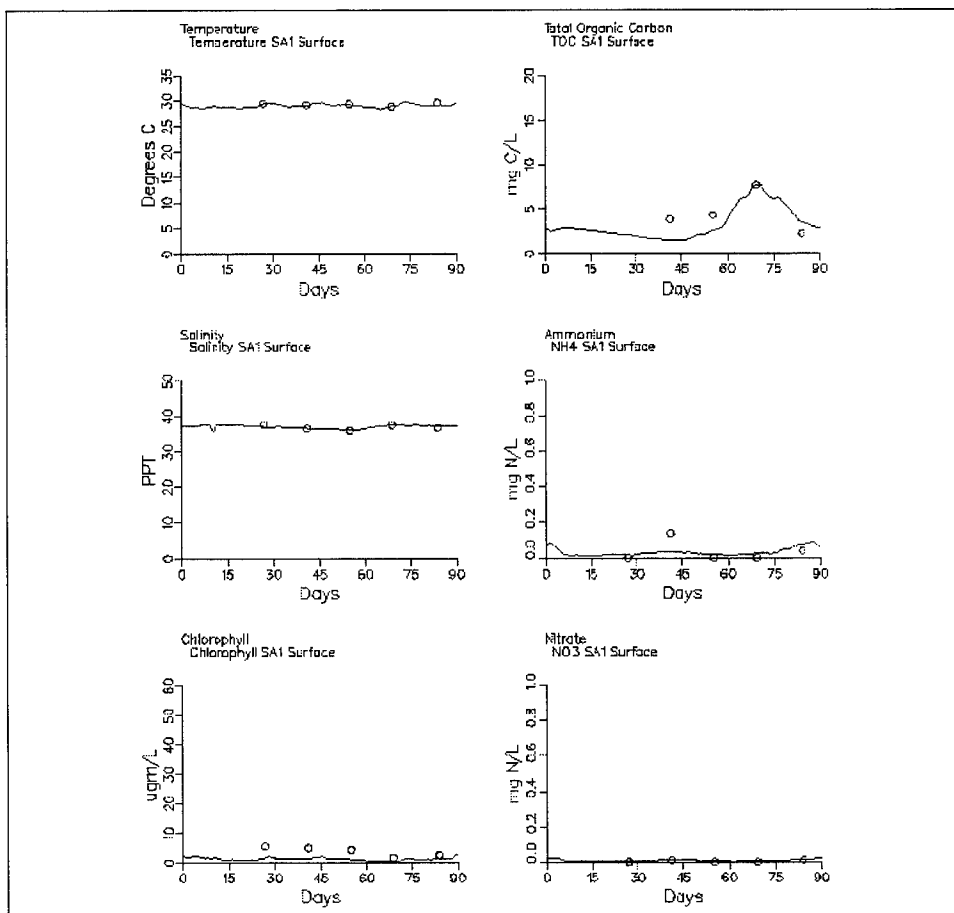 Temperature
Temperature SA1 Surface
Degrees C
35
30
25
20
15
10
5
0
0 15 30 45 60 75 90
Days
Total Organic Carbon
TOC SA1 Surface
mg C/L
20
15
10
5
0
0 15 30 45 60 75 90
Days
Salinity
Salinity SA1 Surface
PPT
50
40
30
20
10
0
0 15 30 45 60 75 90
Days
Ammonium
NH4 SA1 Surface
mg N/L
1.0
0.8
0.6
0.4
0.2
0.0
0 15 30 45 60 75 90
Days
Chlorophyll
Chlorophyll SA1 Surface
ugm/L
60
50
40
30
20
10
0
0 15 30 45 60 75 90
Days
Nitrate
NO3 SA1 Surface
mg N/L
1.0
0.8
0.6
0.4
0.2
0.0
0 15 30 45 60 75 90
Days